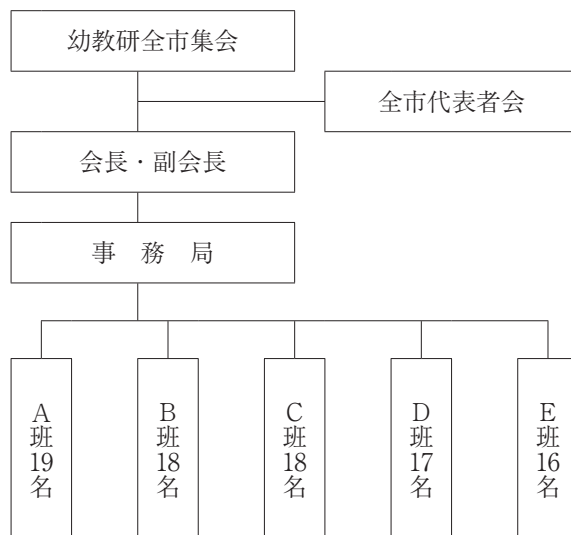 幼教研全市集会
全市代表者会
会長・副会長
事　務　局
Ａ班19名
Ｂ班18名
Ｃ班18名
Ｄ班17名
Ｅ班16名